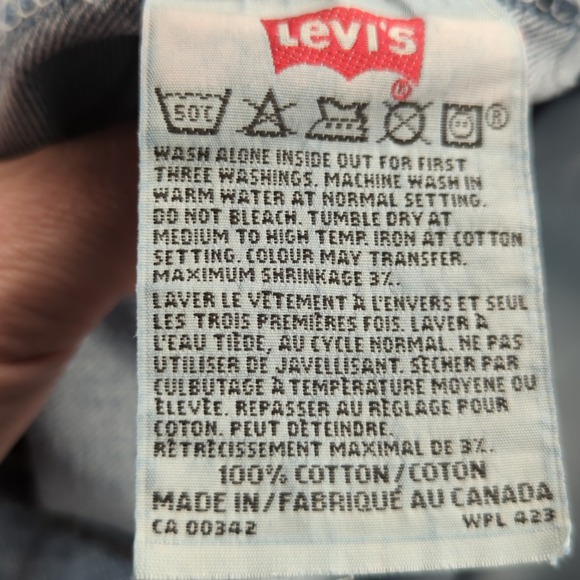 Levi's
®
50C ®
WASH ALONE INSIDE OUT FOR FIRST
THREE WASHINGS. MACHINE WASH IN
WARM WATER AT NORMAL SETTING.
DO NOT BLEACH. TUMBLE DRY AT
MEDIUM TO HIGH TEMP. IRON AT COTTON
SETTING. COLOUR MAY TRANSFER.
MAXIMUM SHRINKAGE 3%.
LAVER LE VÊTEMENT À L'ENVERS ET SEUL
LES TROIS PREMIÈRES FOIS. LAVER À
L'EAU TIÈDE, AU CYCLE NORMAL. NE PAS
UTILISER DE JAVELLISANT. SÉCHER PAR
CULBUTAGE À TEMPÉRATURE MOYENE OU
ÉLEVÉE. REPASSER AU RÉGLAGE POUR
COTON. PEUT DÉTEINDRE.
RÉTRÉCISSEMENT MAXIMAL DE 3%.
100% COTTON/COTON
MADE IN/FABRIQUÉ AU CANADA
CA 00342 WPL 423